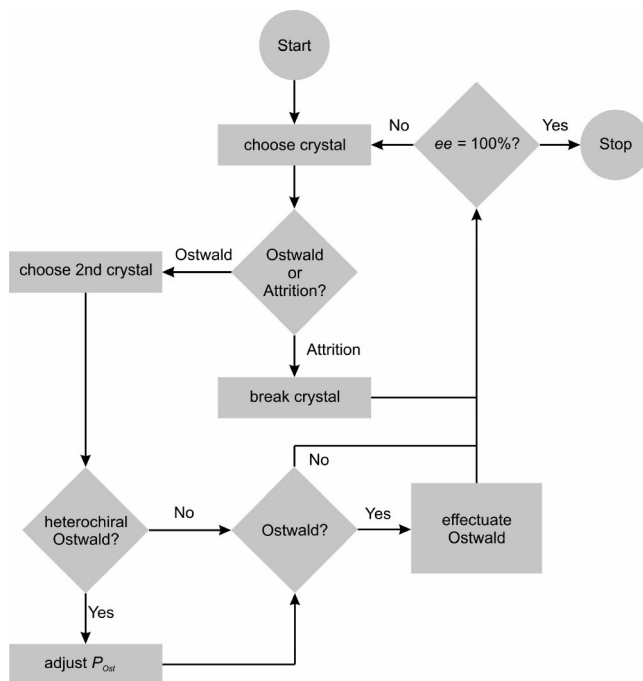 Start
No
Yes
choose crystal
ee = 100%?
Stop
Ostwald
choose 2nd crystal
Ostwald
or
Attrition?
Attrition
break crystal
No
heterochiral
Ostwald?
No
Ostwald?
Yes
effectuate
Ostwald
Yes
adjust P_Ost